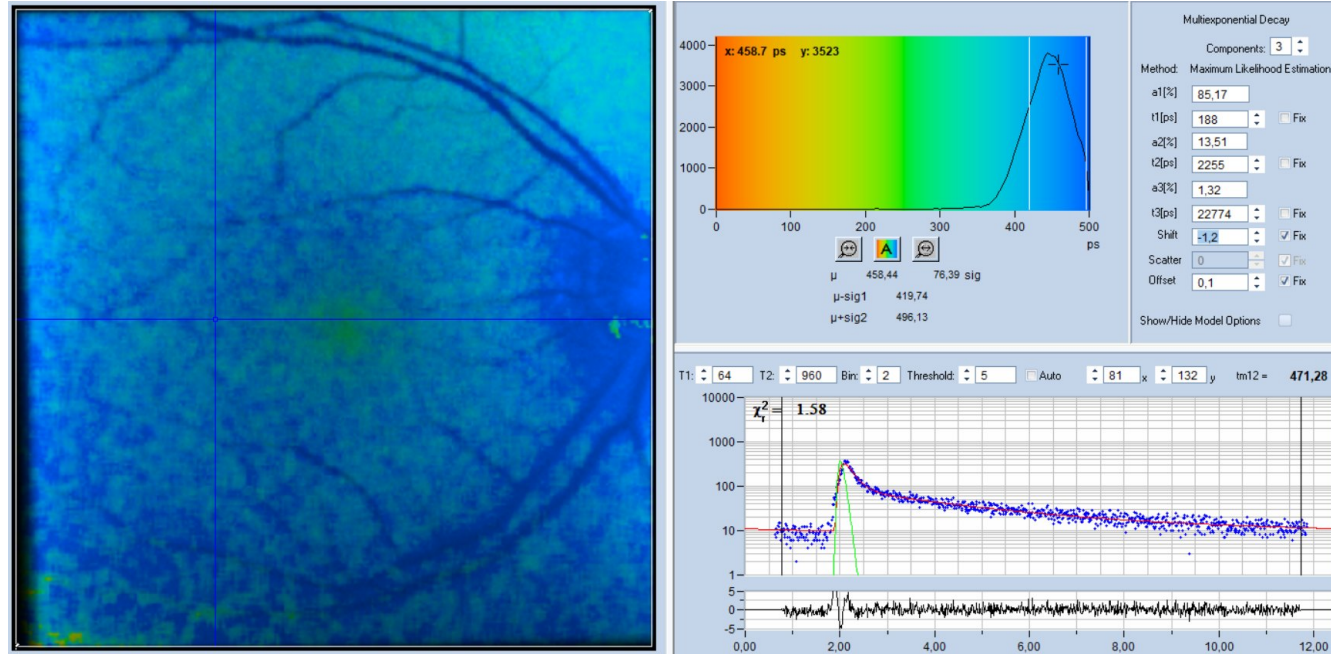 x: 458.7 ps y: 3523
4000
3000
2000
1000
0
0 100 200 300 400 500
ps
A
μ 458,44 76,39 sig
μ-sig1 419,74
μ+sig2 496,13
Multiexponential Decay
Components: 3
Method: Maximum Likelihood Estimation
a1[%] 85,17
t1[ps] 188 Fix
a2[%] 13,51
t2[ps] 2255 Fix
a3[%] 1,32
t3[ps] 22774 Fix
Shift -1,2 Fix
Scatter 0 Fix
Offset 0,1 Fix
Show/Hide Model Options
T1: 64 T2: 960 Bin: 2 Threshold: 5 Auto 81 x 132 y tm12 = 471,28
χ²r = 1.58
10000
1000
100
10
1
5
0
-5
0,00 2,00 4,00 6,00 8,00 10,00 12,00